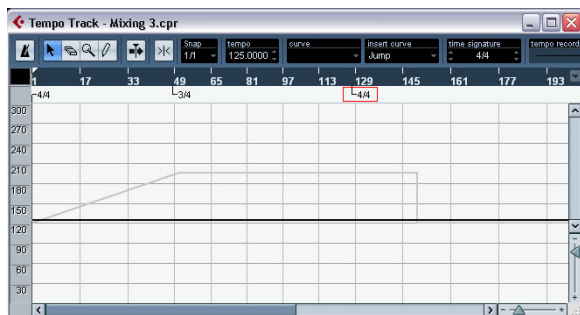 Tempo Track - Mixing 3.cpr
Snap tempo curve insert curve time signature tempo record
1/1 125.0000 Jump 4/4
1 17 33 49 65 81 97 113 129 145 161 177 193
4/4 3/4 4/4
300
270
240
210
180
150
120
90
60
30